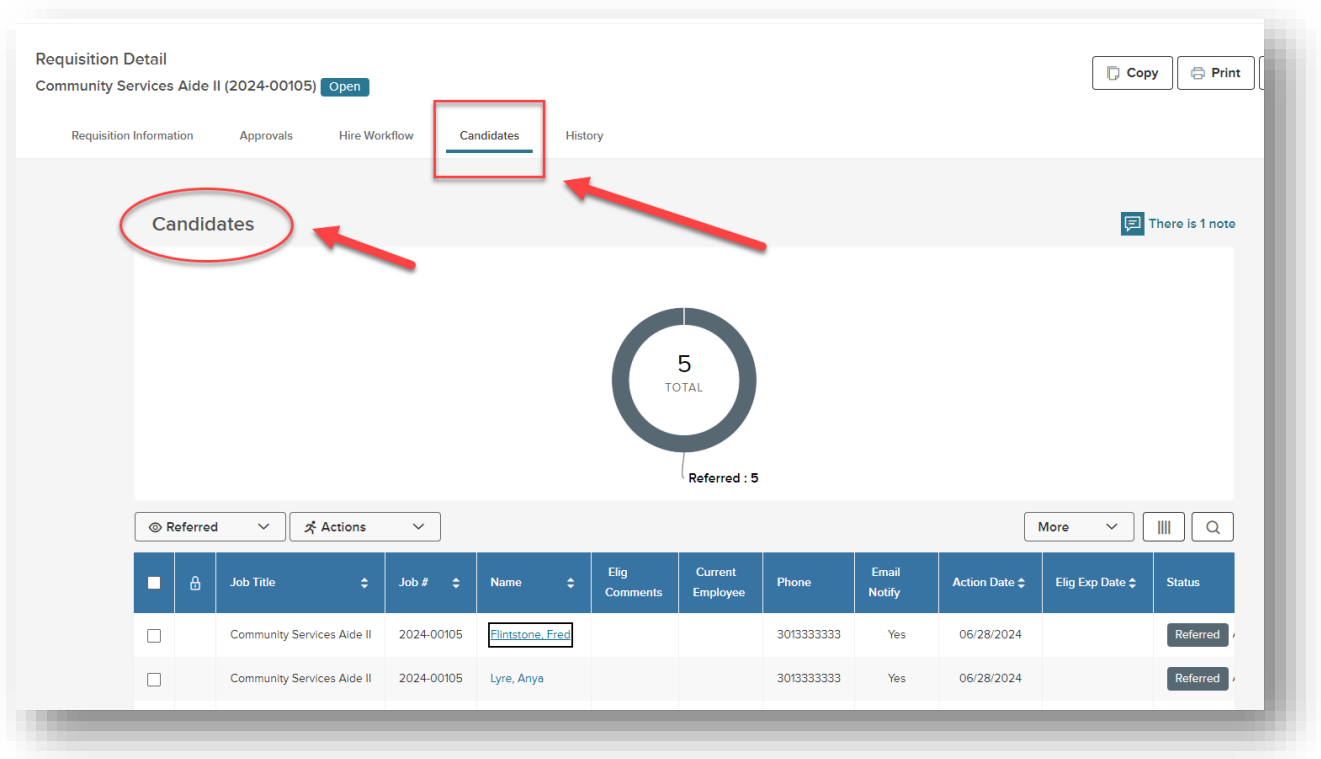 Requisition Detail
Community Services Aide II (2024-00105) Open
Copy Print
Requisition Information Approvals Hire Workflow Candidates History
Candidates
There is 1 note
5
TOTAL
Referred : 5
Referred Actions More
Job Title Job # Name Elig Comments Current Employee Phone Email Notify Action Date Elig Exp Date Status
Community Services Aide II 2024-00105 Flintstone, Fred 3013333333 Yes 06/28/2024 Referred
Community Services Aide II 2024-00105 Lyre, Anya 3013333333 Yes 06/28/2024 Referred